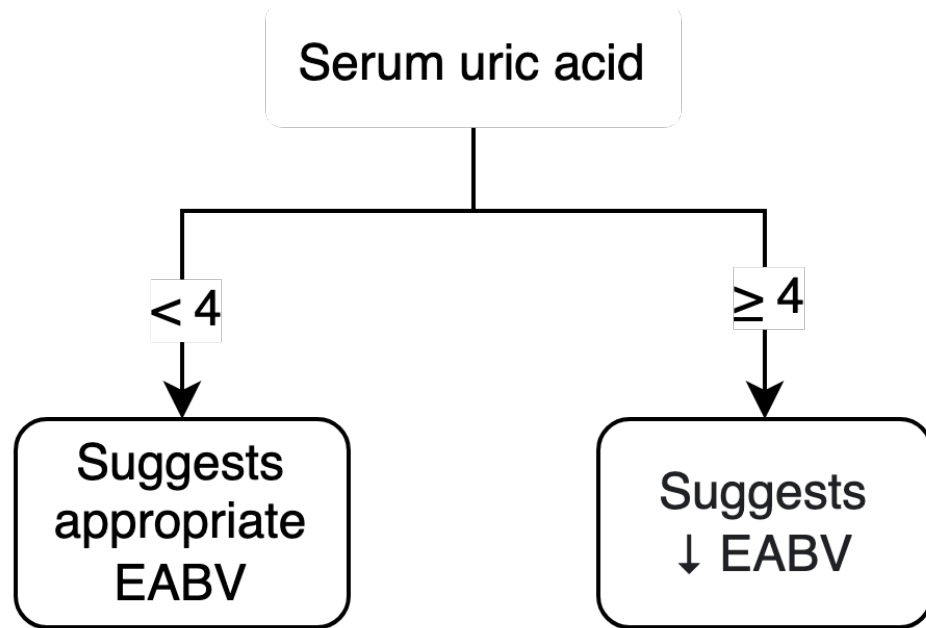 Serum uric acid
< 4
≥ 4
Suggests
appropriate
EABV
Suggests
↓ EABV